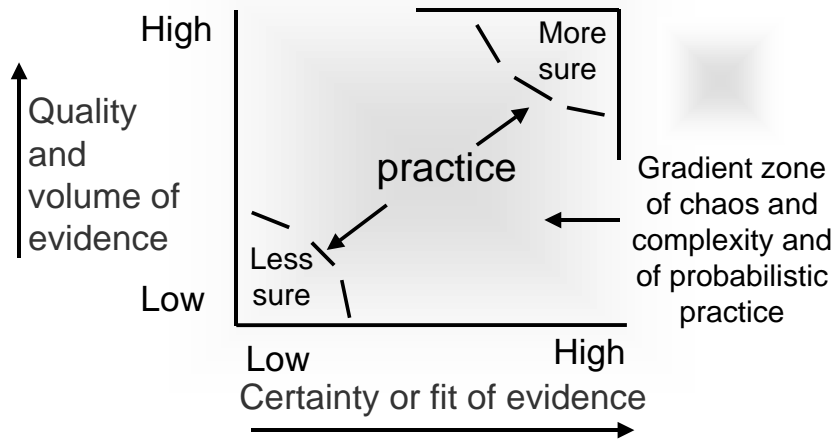 High
More
sure
Quality
and
volume of
evidence
practice
Gradient zone
of chaos and
complexity and
of probabilistic
practice
Less
sure
Low
Low
High
Certainty or fit of evidence